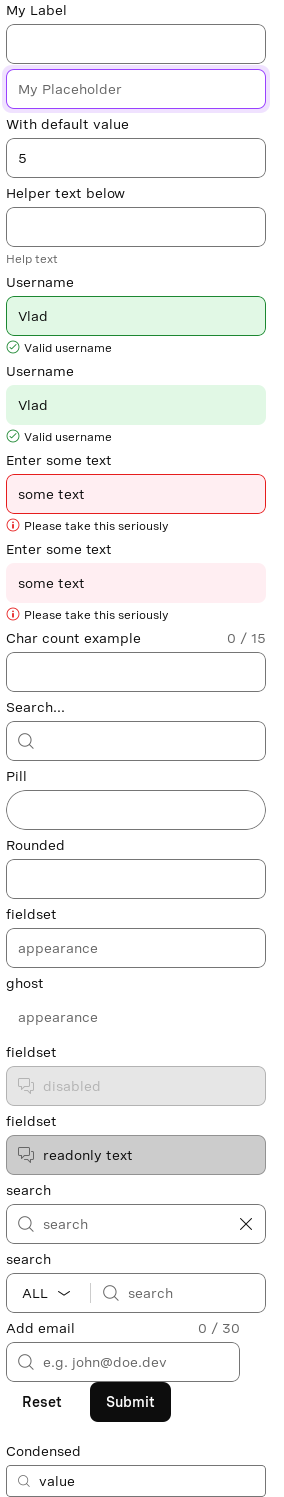 My Label
My Placeholder
With default value
5
Helper text below
Help text
Username
Vlad
Valid username
Username
Vlad
Valid username
Enter some text
some text
Please take this seriously
Enter some text
some text
Please take this seriously
Char count example 0 / 15
Search...
Pill
Rounded
fieldset
appearance
ghost
appearance
fieldset
disabled
fieldset
readonly text
search
search
search
ALL search
Add email 0 / 30
e.g. john@doe.dev
Reset Submit
Condensed
value